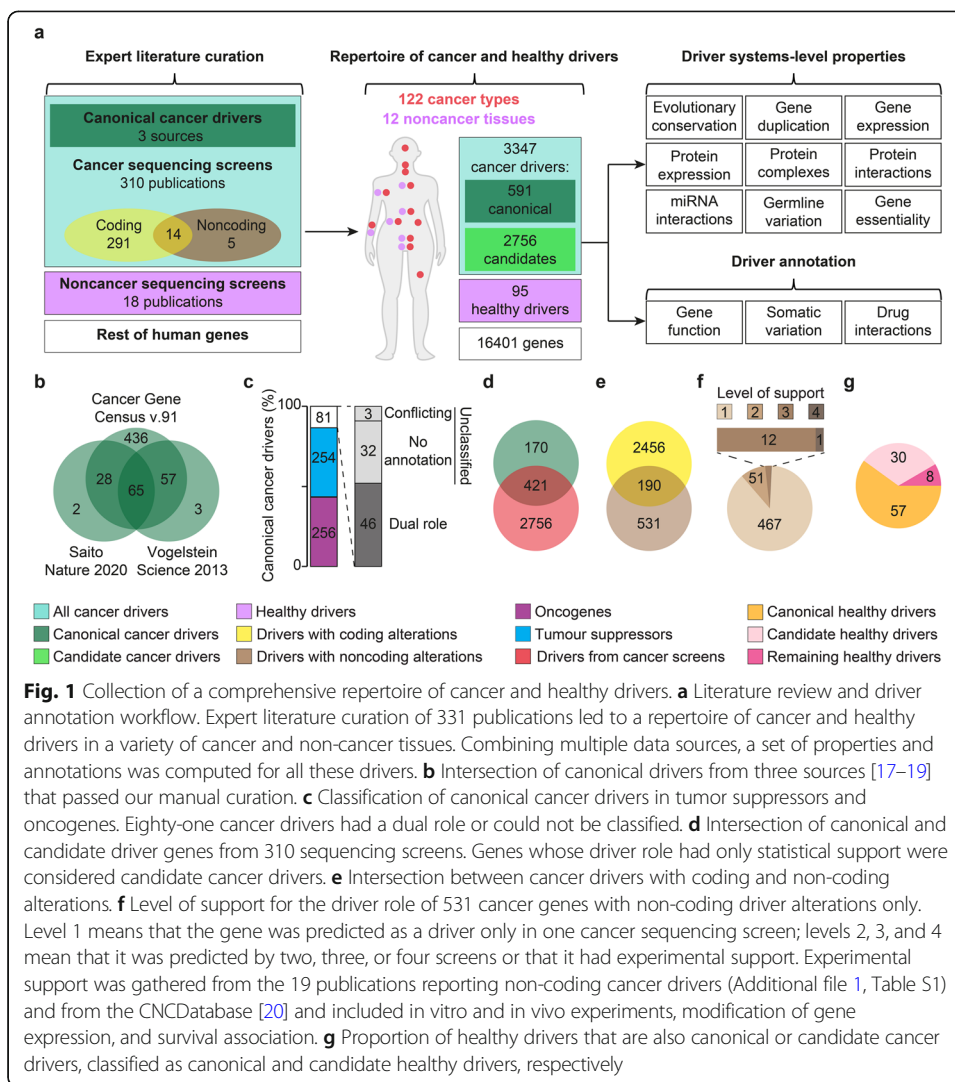 a
Expert literature curation
Repertoire of cancer and healthy drivers
Driver systems-level properties
Canonical cancer drivers
3 sources
Cancer sequencing screens
310 publications
Coding
291
14
Noncoding
5
Noncancer sequencing screens
18 publications
Rest of human genes
122 cancer types
12 noncancer tissues
3347
cancer drivers:
591
canonical
2756
candidates
95
healthy drivers
16401 genes
Evolutionary
conservation
Gene
duplication
Gene
expression
Protein
expression
Protein
complexes
Protein
interactions
miRNA
interactions
Germline
variation
Gene
essentiality
Driver annotation
Gene
function
Somatic
variation
Drug
interactions
b
Cancer Gene
Census v.91
436
28
57
65
2
3
Saito
Nature 2020
Vogelstein
Science 2013
c
Canonical cancer drivers (%)
100
0
81
254
256
3
32
46
Conflicting
No
annotation
Unclassified
Dual role
d
170
421
2756
e
2456
190
531
f
Level of support
1 2 3 4
12
1
51
467
g
30
8
57
All cancer drivers
Canonical cancer drivers
Candidate cancer drivers
Healthy drivers
Drivers with coding alterations
Drivers with noncoding alterations
Oncogenes
Tumour suppressors
Drivers from cancer screens
Canonical healthy drivers
Candidate healthy drivers
Remaining healthy drivers
Fig. 1 Collection of a comprehensive repertoire of cancer and healthy drivers. a Literature review and driver
annotation workflow. Expert literature curation of 331 publications led to a repertoire of cancer and healthy
drivers in a variety of cancer and non-cancer tissues. Combining multiple data sources, a set of properties and
annotations was computed for all these drivers. b Intersection of canonical drivers from three sources [17–19]
that passed our manual curation. c Classification of canonical cancer drivers in tumor suppressors and
oncogenes. Eighty-one cancer drivers had a dual role or could not be classified. d Intersection of canonical and
candidate driver genes from 310 sequencing screens. Genes whose driver role had only statistical support were
considered candidate cancer drivers. e Intersection between cancer drivers with coding and non-coding
alterations. f Level of support for the driver role of 531 cancer genes with non-coding driver alterations only.
Level 1 means that the gene was predicted as a driver only in one cancer sequencing screen; levels 2, 3, and 4
mean that it was predicted by two, three, or four screens or that it had experimental support. Experimental
support was gathered from the 19 publications reporting non-coding cancer drivers (Additional file 1, Table S1)
and from the CNCDatabase [20] and included in vitro and in vivo experiments, modification of gene
expression, and survival association. g Proportion of healthy drivers that are also canonical or candidate cancer
drivers, classified as canonical and candidate healthy drivers, respectively